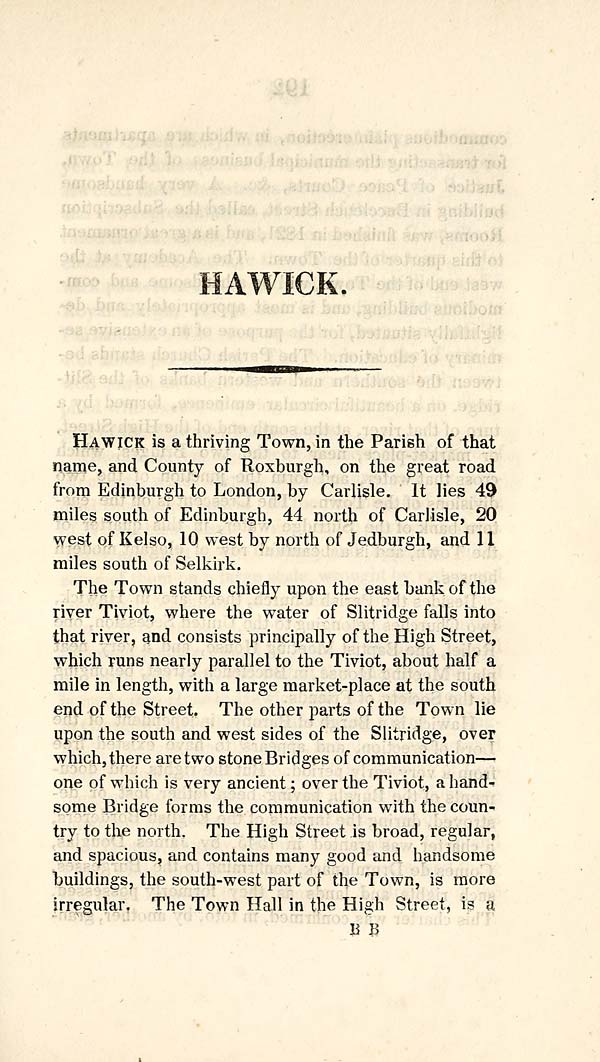 HAWICK.
HAWICK is a thriving Town, in the Parish of that
name, and County of Roxburgh, on the great road
from Edinburgh to London, by Carlisle. It lies 49
miles south of Edinburgh, 44 north of Carlisle, 20
west of Kelso, 10 west by north of Jedburgh, and 11
miles south of Selkirk.
The Town stands chiefly upon the east bank of the
river Tiviot, where the water of Slitridge falls into
that river, and consists principally of the High Street,
which runs nearly parallel to the Tiviot, about half a
mile in length, with a large market-place at the south
end of the Street. The other parts of the Town lie
upon the south and west sides of the Slitridge, over
which, there are two stone Bridges of communication—
one of which is very ancient; over the Tiviot, a hand-
some Bridge forms the communication with the coun-
try to the north. The High Street is broad, regular,
and spacious, and contains many good and handsome
buildings, the south-west part of the Town, is more
irregular. The Town Hall in the High Street, is a
B B